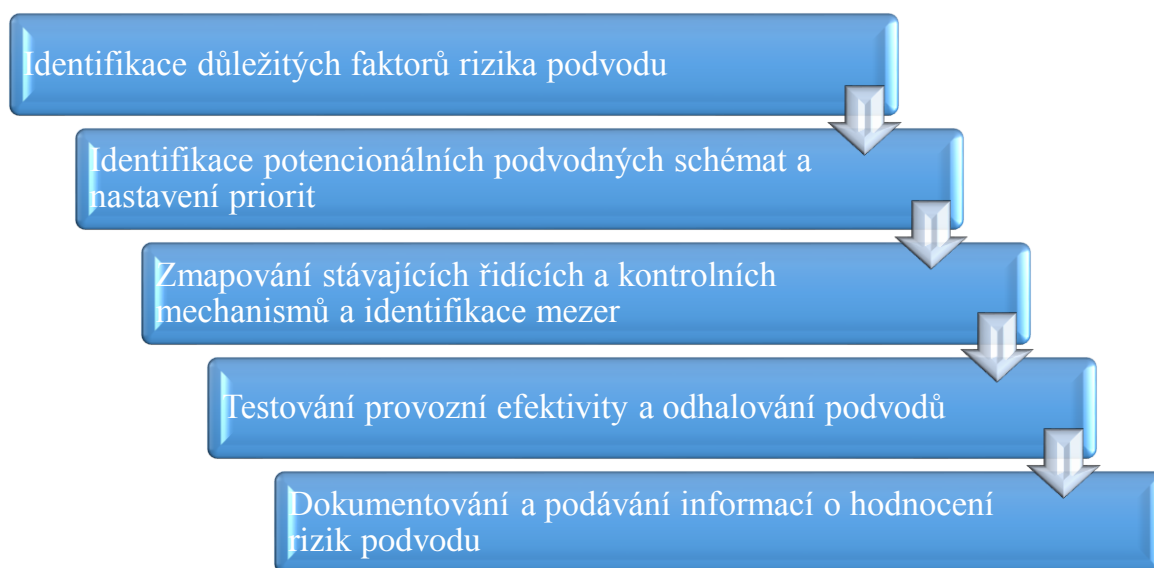 Identifikace důležitých faktorů rizika podvodu
Identifikace potencionálních podvodných schémat a
nastavení priorit
Zmapování stávajících řidících a kontrolních
mechanismů a identifikace mezer
Testování provozní efektivity a odhalování podvodů
Dokumentování a podávání informací o hodnocení
rizik podvodu